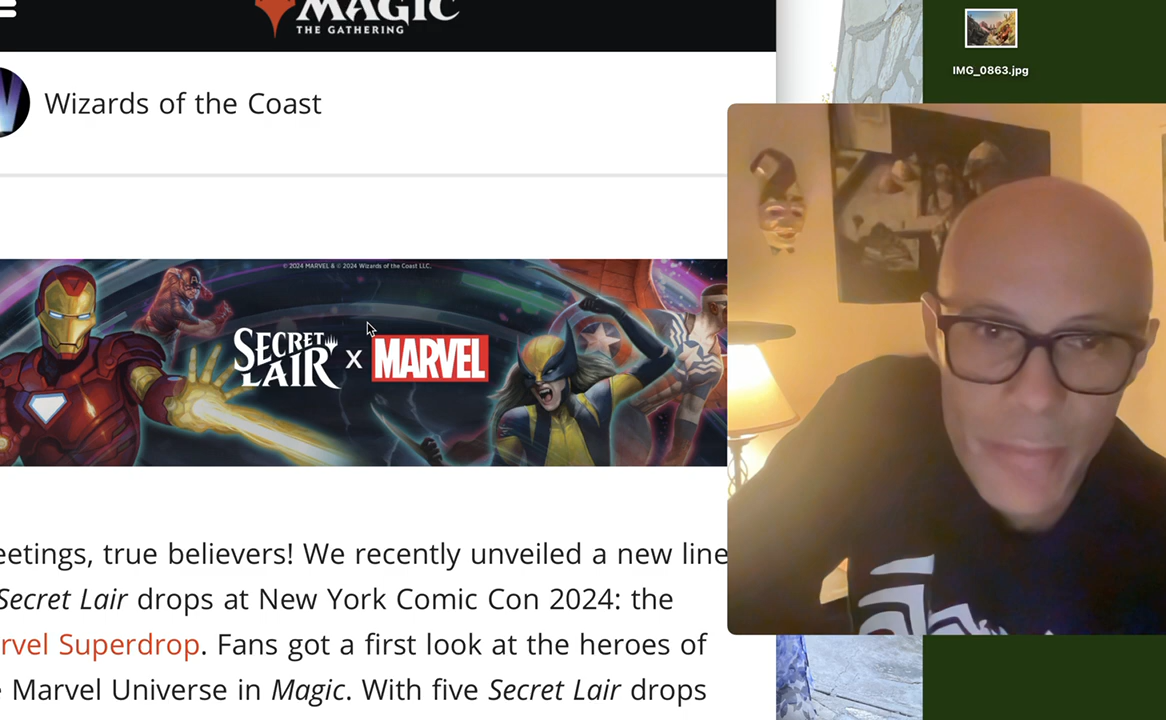 MAGIC
THE GATHERING
IMG_0863.jpg
Wizards of the Coast
© 2024 MARVEL & © 2024 Wizards of the Coast LLC.
SECRET LAIR X MARVEL
eetings, true believers! We recently unveiled a new line
Secret Lair drops at New York Comic Con 2024: the
rvel Superdrop. Fans got a first look at the heroes of
e Marvel Universe in Magic. With five Secret Lair drops